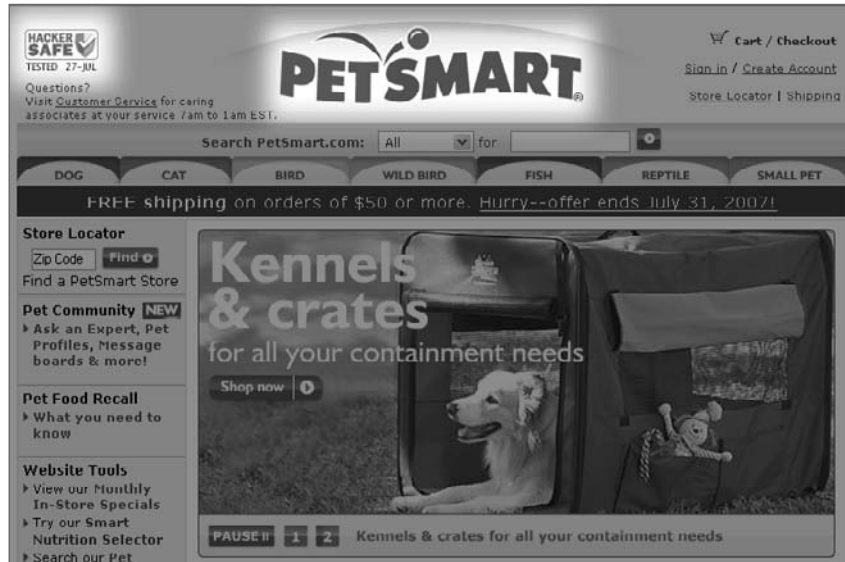 HACKER
SAFE
TESTED 27-JUL
PETSMART
Cart / Checkout
Sign in / Create Account
Store Locator | Shipping
Questions?
Visit Customer Service for caring
associates at your service 7am to 1am EST.
Search PetSmart.com: All for
DOG CAT BIRD WILD BIRD FISH REPTILE SMALL PET
FREE shipping on orders of $50 or more. Hurry--offer ends July 31, 2007!
Store Locator
Zip Code Find
Find a PetSmart Store
Pet Community NEW
Ask an Expert, Pet
Profiles, Message
boards & more!
Pet Food Recall
What you need to
know
Website Tools
View our Monthly
In-Store Specials
Try our Smart
Nutrition Selector
Search our Pet
Kennels
& crates
for all your containment needs
Shop now
PAUSE 1 2 Kennels & crates for all your containment needs